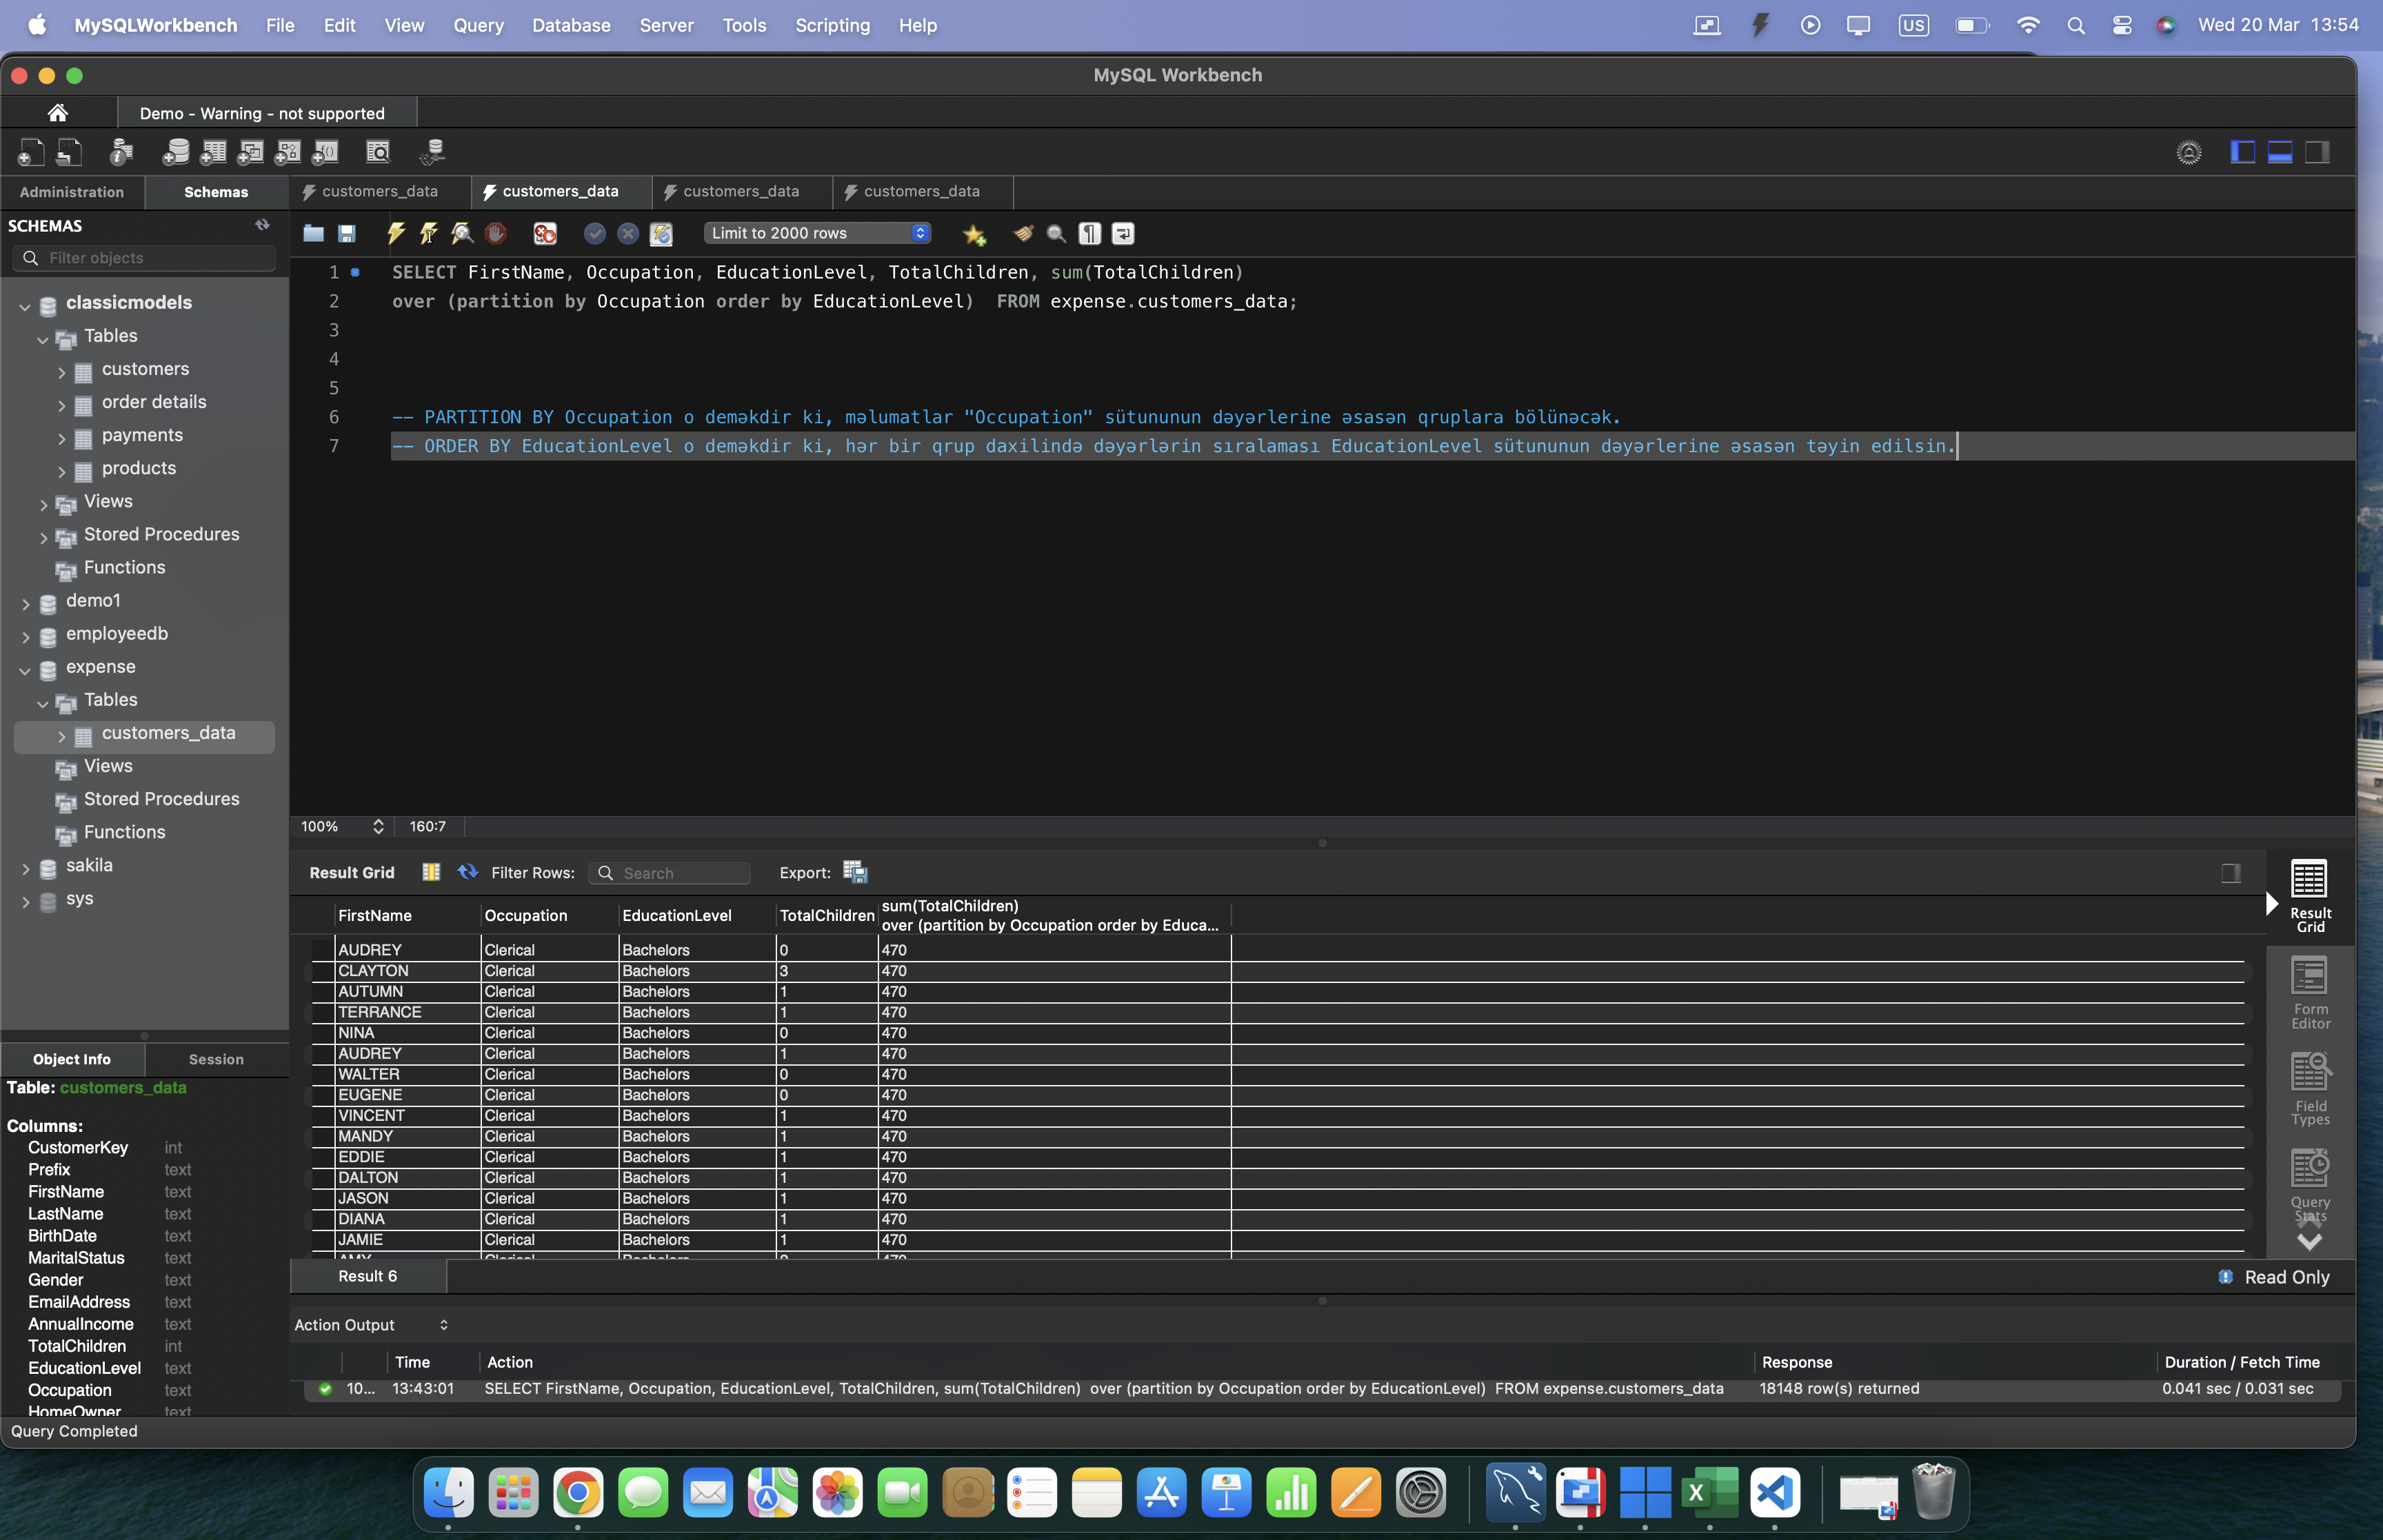 MySQLWorkbench File Edit View Query Database Server Tools Scripting Help US Wed 20 Mar 13:54
MySQL Workbench
Demo - Warning - not supported
Administration Schemas customers_data customers_data customers_data customers_data
SCHEMAS
Limit to 2000 rows
Filter objects
classicmodels
Tables
customers
order details
payments
products
Views
Stored Procedures
Functions
demo1
employeedb
expense
Tables
customers_data
Views
Stored Procedures
Functions
sakila
sys
1 SELECT FirstName, Occupation, EducationLevel, TotalChildren, sum(TotalChildren)
2 over (partition by Occupation order by EducationLevel)  FROM expense.customers_data;
3
4
5
6 -- PARTITION BY Occupation o deməkdir ki, məlumatlar "Occupation" sütununun dəyərlerine əsasən qruplara bölünəcək.
7 -- ORDER BY EducationLevel o deməkdir ki, hər bir qrup daxilində dəyərlərin sıralaması EducationLevel sütununun dəyərlerine əsasən təyin edilsin.
100% 160:7
Result Grid Filter Rows: Search Export:
FirstName Occupation EducationLevel TotalChildren sum(TotalChildren)
over (partition by Occupation order by Educa...
AUDREY Clerical Bachelors 0 470
CLAYTON Clerical Bachelors 3 470
AUTUMN Clerical Bachelors 1 470
TERRANCE Clerical Bachelors 1 470
NINA Clerical Bachelors 0 470
AUDREY Clerical Bachelors 1 470
WALTER Clerical Bachelors 0 470
EUGENE Clerical Bachelors 0 470
VINCENT Clerical Bachelors 1 470
MANDY Clerical Bachelors 1 470
EDDIE Clerical Bachelors 1 470
DALTON Clerical Bachelors 1 470
JASON Clerical Bachelors 1 470
DIANA Clerical Bachelors 1 470
JAMIE Clerical Bachelors 1 470
Result
Grid
Form
Editor
Field
Types
Query
Stats
Result 6 Read Only
Object Info Session
Table: customers_data
Columns:
CustomerKey int
Prefix text
FirstName text
LastName text
BirthDate text
MaritalStatus text
Gender text
EmailAddress text
AnnualIncome text
TotalChildren int
EducationLevel text
Occupation text
HomeOwner text
Action Output
Time Action Response Duration / Fetch Time
10... 13:43:01 SELECT FirstName, Occupation, EducationLevel, TotalChildren, sum(TotalChildren)  over (partition by Occupation order by EducationLevel)  FROM expense.customers_data 18148 row(s) returned 0.041 sec / 0.031 sec
Query Completed